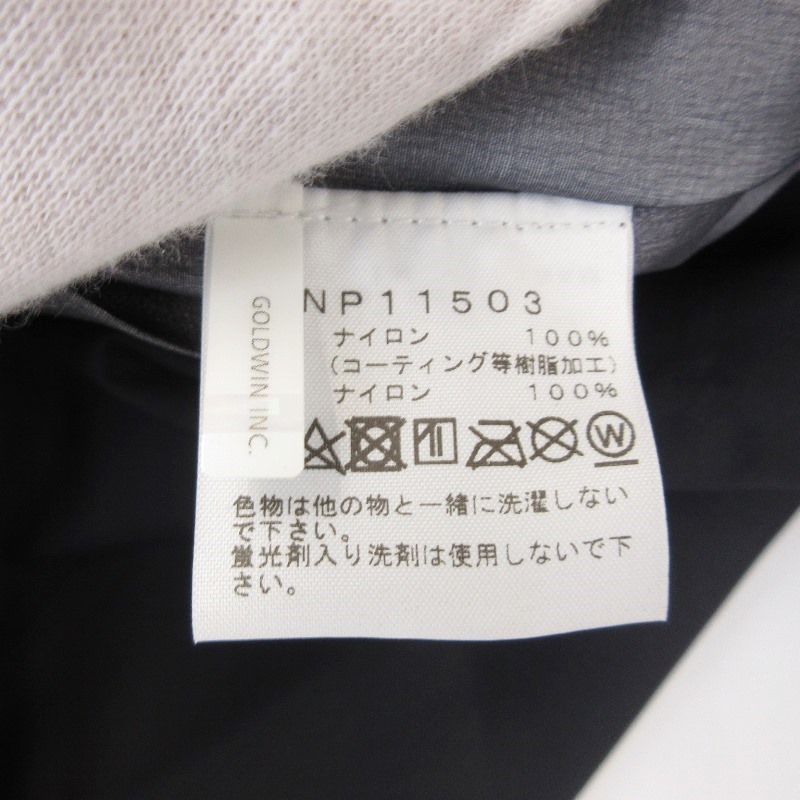 NP11503
ナイロン 100%
(コーティング等樹脂加工)
ナイロン 100%
GOLDWIN INC.
W
色物は他の物と一緒に洗濯しない
で下さい。
蛍光剤入り洗剤は使用しないで下
さい。